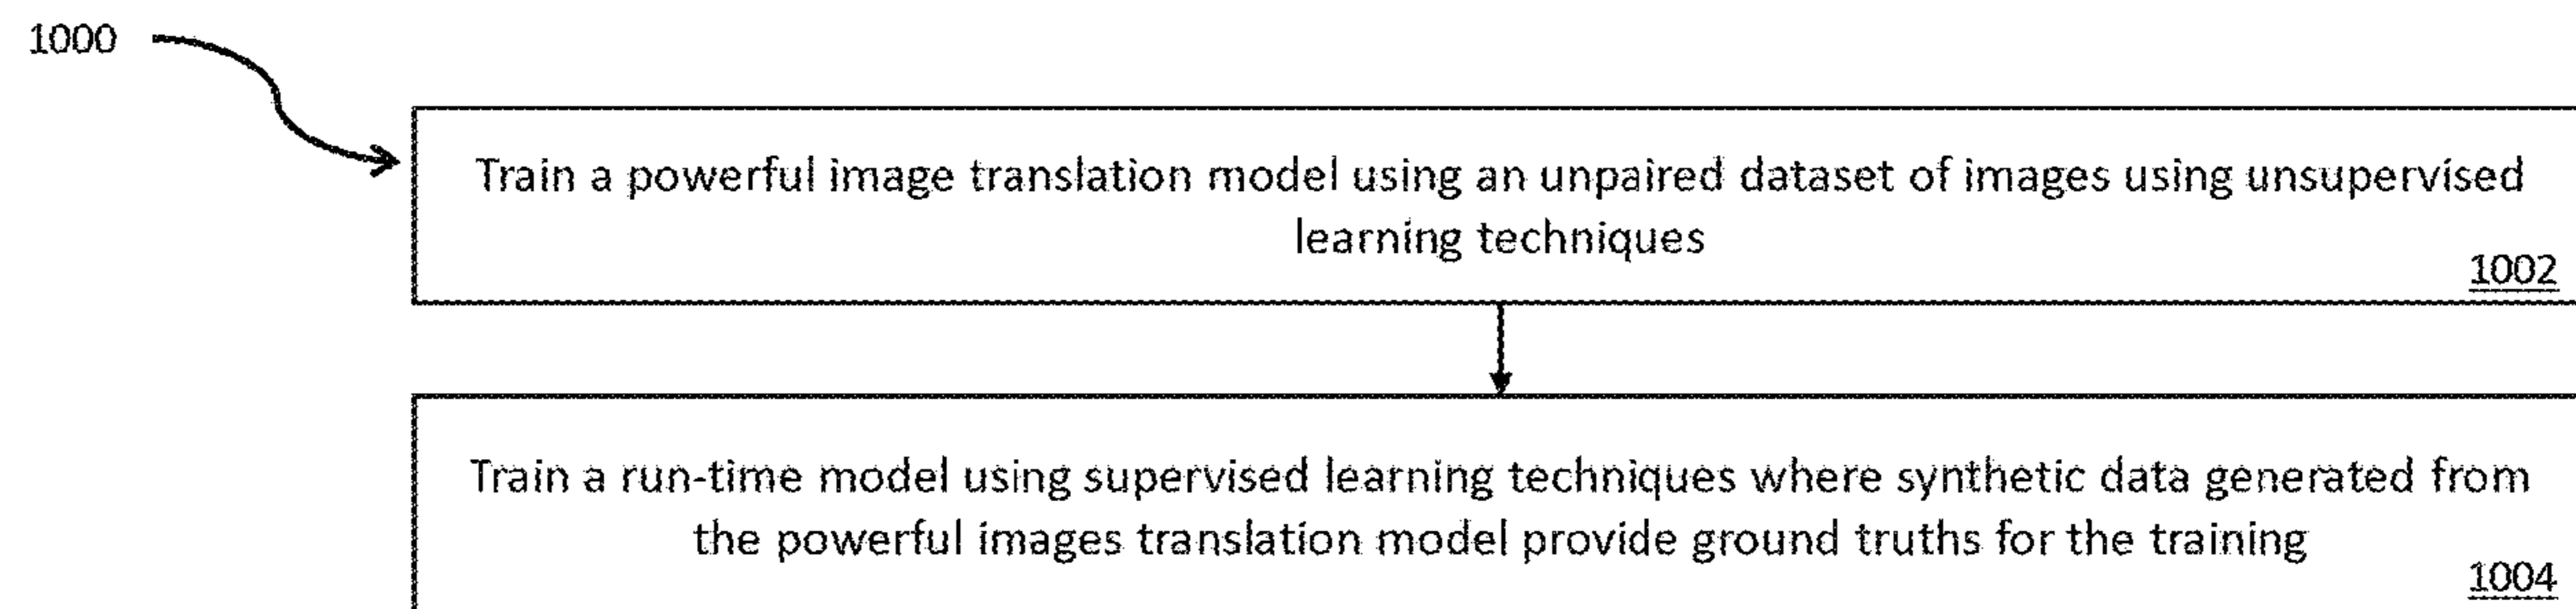 1000
Train a powerful image translation model using an unpaired dataset of images using unsupervised
learning techniques
1002
Train a run-time model using supervised learning techniques where synthetic data generated from
the powerful images translation model provide ground truths for the training
1004